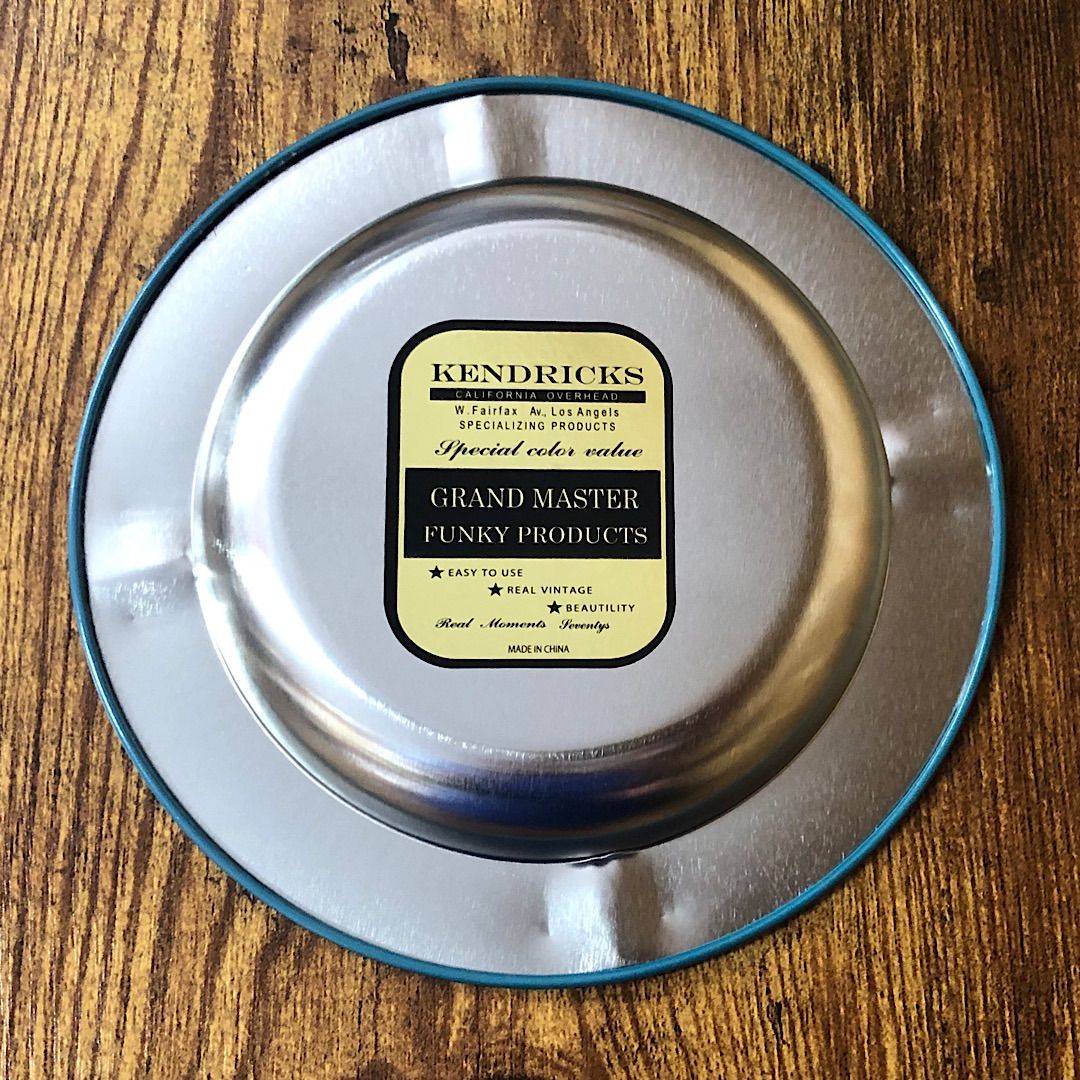 KENDRICKS
CALIFORNIA OVERHEAD
W.Fairfax Av., Los Angels
SPECIALIZING PRODUCTS
Special color value
GRAND MASTER
FUNKY PRODUCTS
★ EASY TO USE
★ REAL VINTAGE
★ BEAUTILITY
Real Moments Seventys
MADE IN CHINA